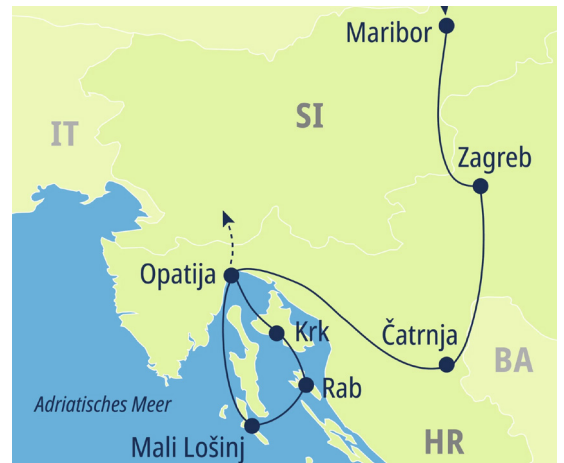 Maribor
SI
IT
Zagreb
Opatija
Krk
Čatrnja
BA
Rab
Adriatisches Meer
Mali Lošinj
HR